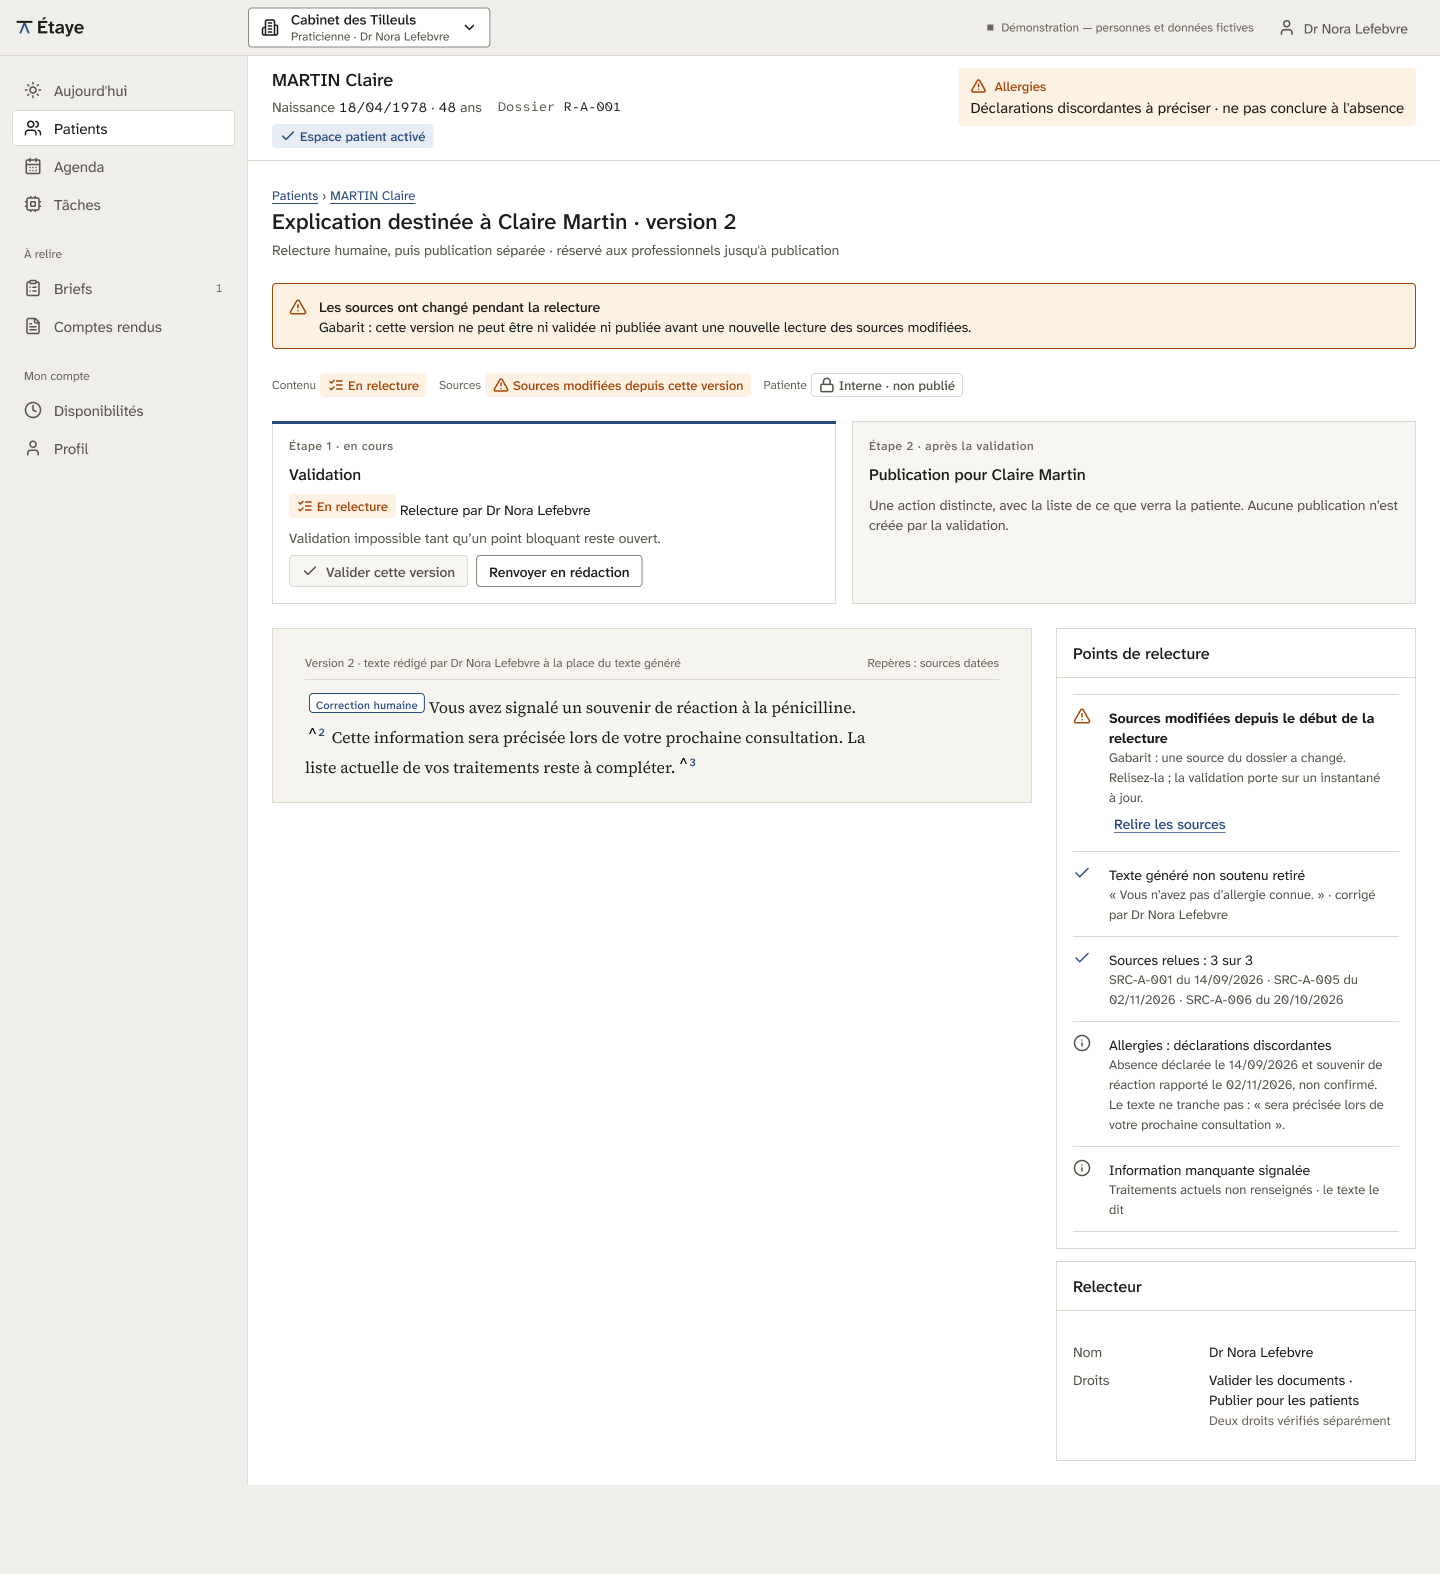 Étaye
Cabinet des Tilleuls
Praticienne · Dr Nora Lefebvre
Démonstration — personnes et données fictives
Dr Nora Lefebvre
Aujourd'hui
Patients
Agenda
Tâches
À relire
Briefs 1
Comptes rendus
Mon compte
Disponibilités
Profil
MARTIN Claire
Naissance 18/04/1978 · 48 ans Dossier R-A-001
Espace patient activé
Allergies
Déclarations discordantes à préciser · ne pas conclure à l'absence
Patients › MARTIN Claire
Explication destinée à Claire Martin · version 2
Relecture humaine, puis publication séparée · réservé aux professionnels jusqu'à publication
Les sources ont changé pendant la relecture
Gabarit : cette version ne peut être ni validée ni publiée avant une nouvelle lecture des sources modifiées.
Contenu En relecture Sources Sources modifiées depuis cette version Patiente Interne · non publié
Étape 1 · en cours
Validation
En relecture Relecture par Dr Nora Lefebvre
Validation impossible tant qu’un point bloquant reste ouvert.
Valider cette version Renvoyer en rédaction
Étape 2 · après la validation
Publication pour Claire Martin
Une action distincte, avec la liste de ce que verra la patiente. Aucune publication n’est
créée par la validation.
Version 2 · texte rédigé par Dr Nora Lefebvre à la place du texte généré Repères : sources datées
Correction humaine Vous avez signalé un souvenir de réaction à la pénicilline.
^2 Cette information sera précisée lors de votre prochaine consultation. La
liste actuelle de vos traitements reste à compléter. ^3
Points de relecture
Sources modifiées depuis le début de la
relecture
Gabarit : une source du dossier a changé.
Relisez-la ; la validation porte sur un instantané
à jour.
Relire les sources
Texte généré non soutenu retiré
« Vous n’avez pas d’allergie connue. » · corrigé
par Dr Nora Lefebvre
Sources relues : 3 sur 3
SRC-A-001 du 14/09/2026 · SRC-A-005 du
02/11/2026 · SRC-A-006 du 20/10/2026
Allergies : déclarations discordantes
Absence déclarée le 14/09/2026 et souvenir de
réaction rapporté le 02/11/2026, non confirmé.
Le texte ne tranche pas : « sera précisée lors de
votre prochaine consultation ».
Information manquante signalée
Traitements actuels non renseignés · le texte le
dit
Relecteur
Nom Dr Nora Lefebvre
Droits Valider les documents ·
Publier pour les patients
Deux droits vérifiés séparément